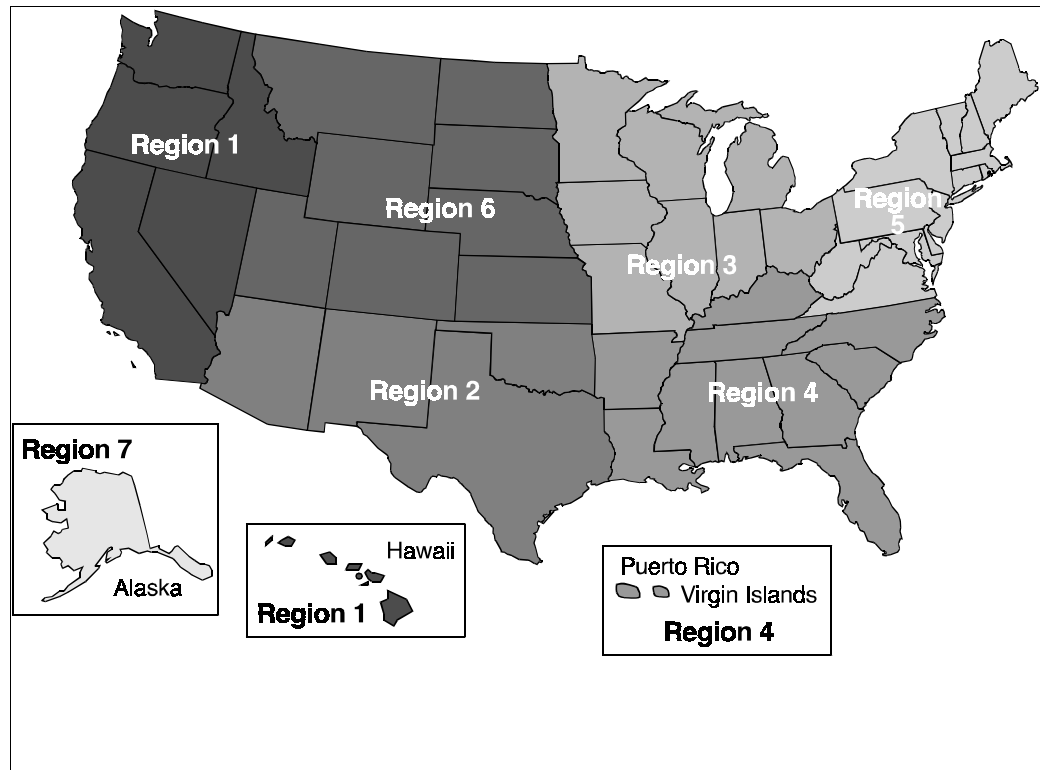 Region 1
Region 6
Region
5
Region 3
Region 2
Region 4
Region 7
Alaska
Hawaii
Region 1
Puerto Rico
Virgin Islands
Region 4